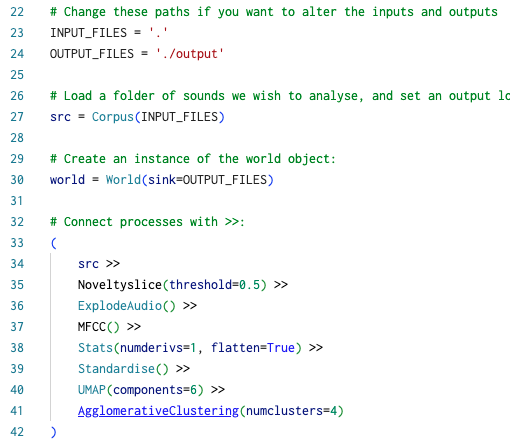 22 # Change these paths if you want to alter the inputs and outputs
23 INPUT_FILES = '.'
24 OUTPUT_FILES = './output'
25
26 # Load a folder of sounds we wish to analyse, and set an output lo
27 src = Corpus(INPUT_FILES)
28
29 # Create an instance of the world object:
30 world = World(sink=OUTPUT_FILES)
31
32 # Connect processes with >>:
33 (
34 src >>
35 Noveltyslice(threshold=0.5) >>
36 ExplodeAudio() >>
37 MFCC() >>
38 Stats(numderivs=1, flatten=True) >>
39 Standardise() >>
40 UMAP(components=6) >>
41 AgglomerativeClustering(numclusters=4)
42 )